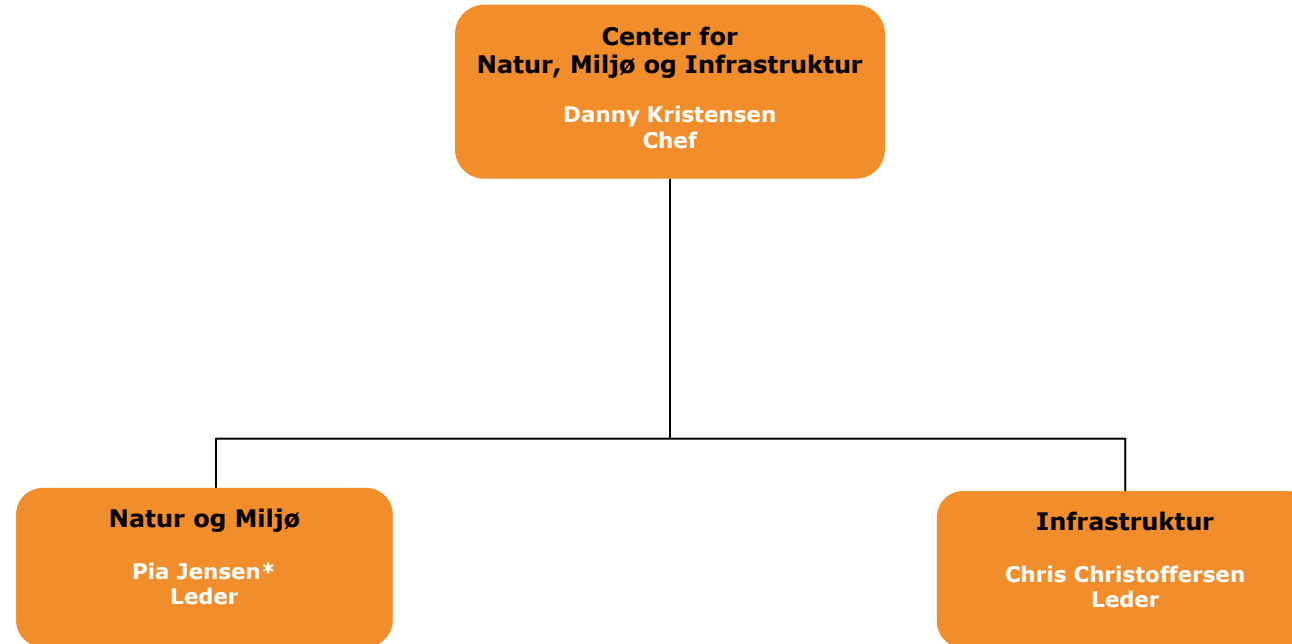 Center for
Natur, Miljø og Infrastruktur
Danny Kristensen
Chef
Natur og Miljø
Pia Jensen*
Leder
Infrastruktur
Chris Christoffersen
Leder